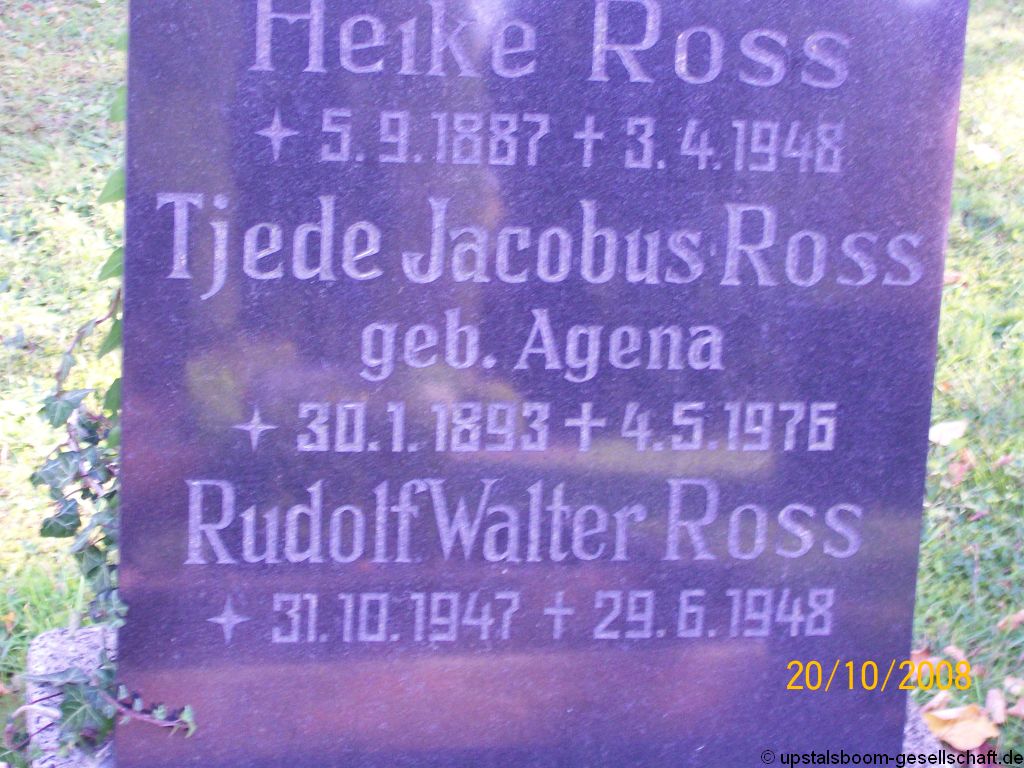 Heike Ross
5.9.1887 † 3.4.1948
Tjede Jacobus Ross
geb. Agena
30.1.1893 † 4.5.1976
Rudolf Walter Ross
31.10.1947 † 29.6.1948
20/10/2008
© upstalsboom-gesellschaft.de